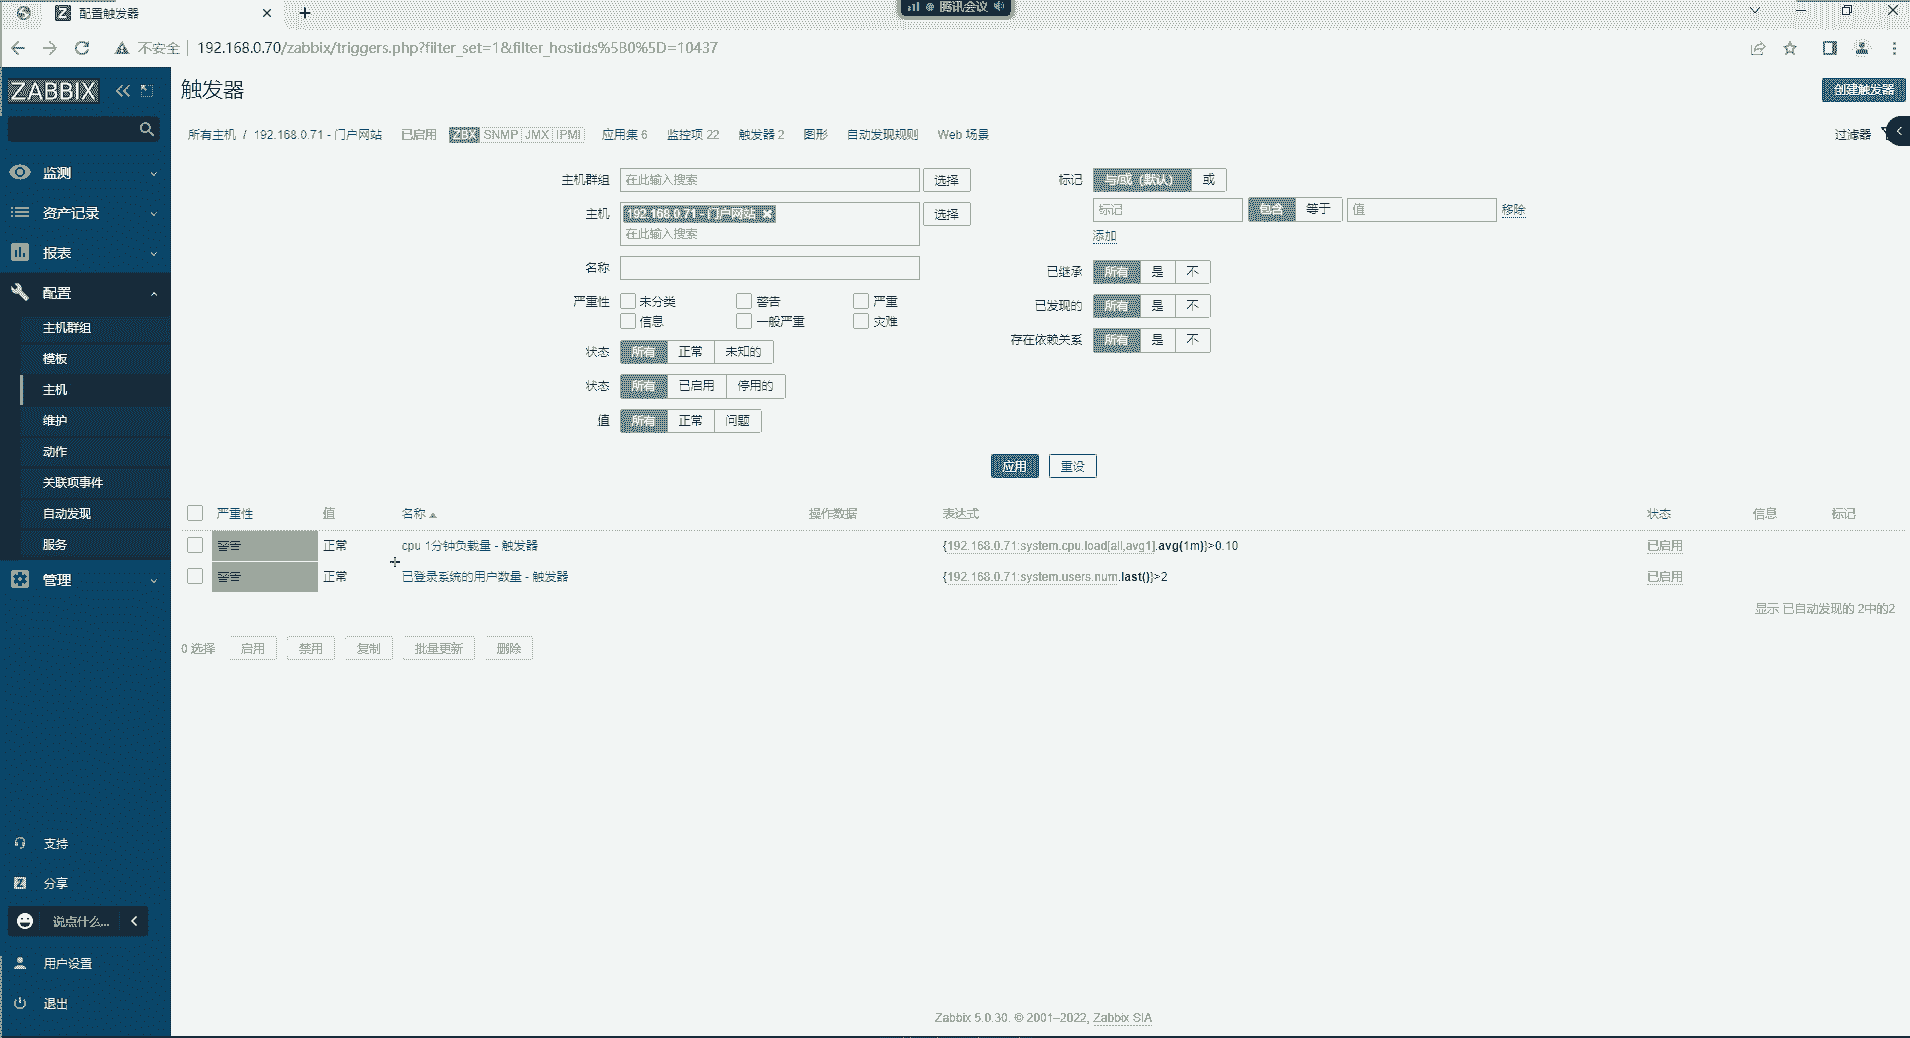 配置触发器
腾讯会议
不安全
192.168.0.70/zabbix/triggers.php?filter_set=1&filter_hostids%5B0%5D=10437
ZABBIX
触发器
创建触发器
所有主机 / 192.168.0.71 - 门户网站 已启用 ZBX SNMP JMX IPMI 应用集 6 监控项 22 触发器 2 图形 自动发现规则 Web 场景
过滤器
监测
资产记录
报表
配置
主机群组
模板
主机
维护
动作
关联项事件
自动发现
服务
管理
支持
分享
说点什么...
用户设置
退出
主机群组 在此输入搜索 选择
主机 192.168.0.71 - 门户网站 选择
在此输入搜索
名称
严重性 未分类 警告 严重
信息 一般严重 灾难
状态 所有 正常 未知的
状态 所有 已启用 停用的
值 所有 正常 问题
标记 与/或（默认） 或
标记 包含 等于 值 移除
添加
已继承 所有 是 不
已发现的 所有 是 不
存在依赖关系 所有 是 不
应用 重设
严重性 值 名称 操作数据 表达式 状态 信息 标记
警告 正常 cpu 1分钟负载量 - 触发器 {192.168.0.71:system.cpu.load[all,avg1].avg(1m)}>0.10 已启用
警告 正常 已登录系统的用户数量 - 触发器 {192.168.0.71:system.users.num.last()}>2 已启用
显示 已自动发现的 2中的2
0 选择 启用 禁用 复制 批量更新 删除
Zabbix 5.0.30. © 2001–2022, Zabbix SIA